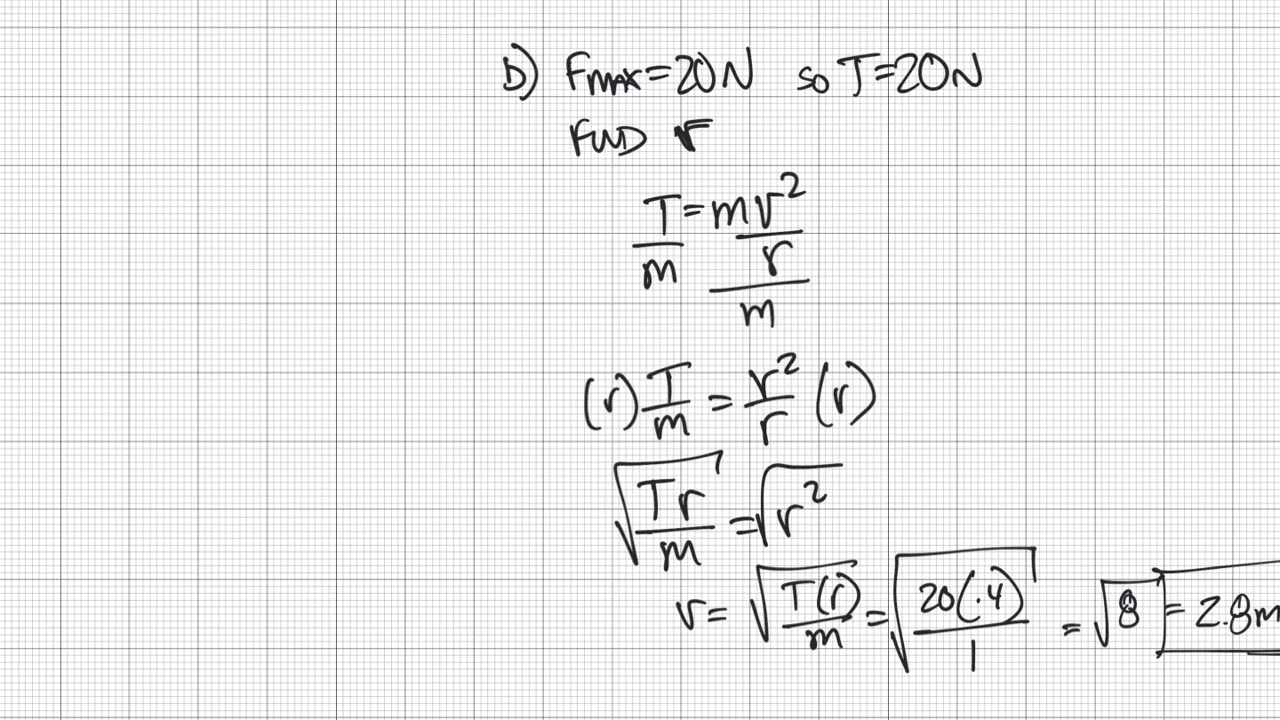 D) FMAX=20N so T=20N
FIND v
T/m = (mv²/r)/m
(r) T/m = v²/r (r)
√(Tr/m) = √v²
v = √(T(r)/m) = √(20(.4)/1) = √8 = 2.8m